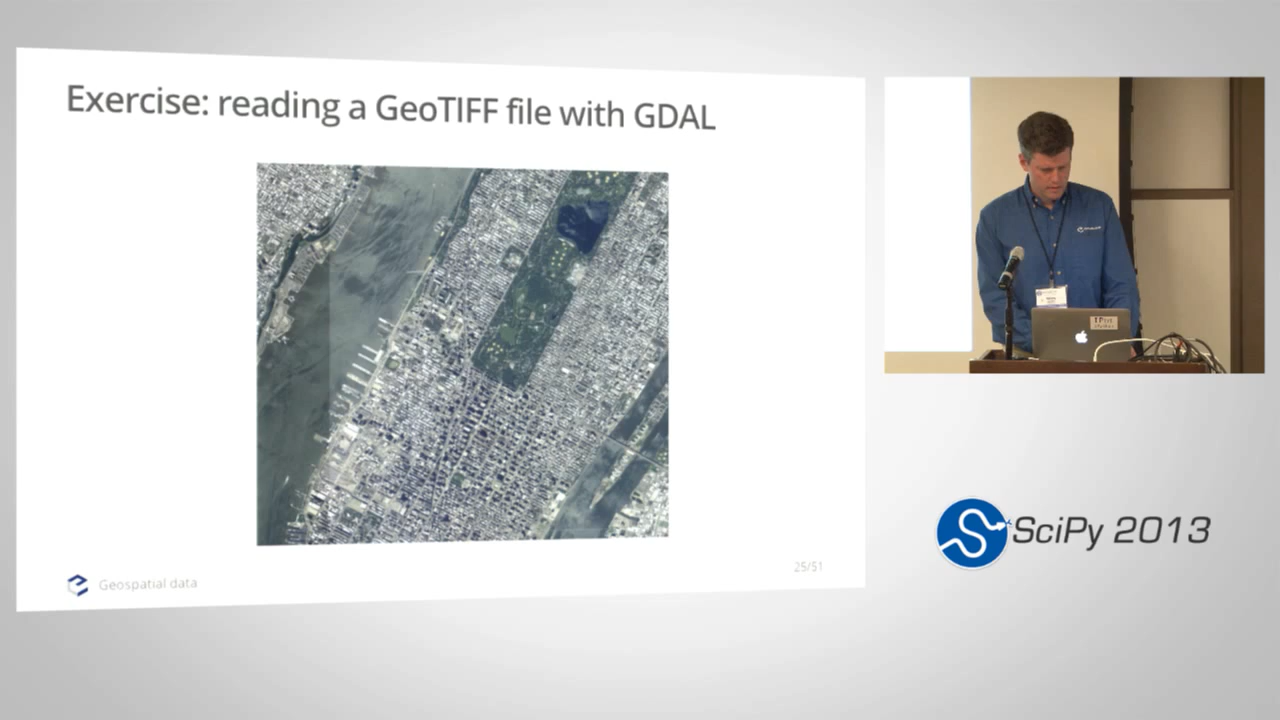 Exercise: reading a GeoTIFF file with GDAL
Geospatial data
25/51
SciPy 2013